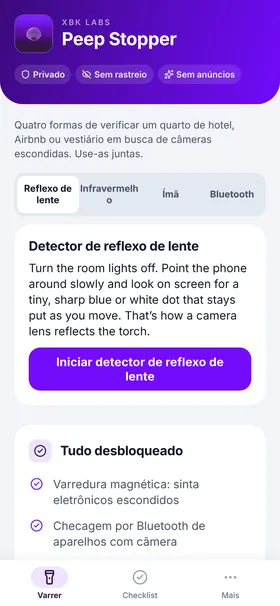 XBK LABS
Peep Stopper
Privado
Sem rastreio
Sem anúncios
Quatro formas de verificar um quarto de hotel,
Airbnb ou vestiário em busca de câmeras
escondidas. Use-as juntas.
Reflexo de
lente
Infravermelh
o
Ímã
Bluetooth
Detector de reflexo de lente
Turn the room lights off. Point the phone
around slowly and look on screen for a
tiny, sharp blue or white dot that stays
put as you move. That's how a camera
lens reflects the torch.
Iniciar detector de reflexo de
lente
Tudo desbloqueado
Varredura magnética: sinta
eletrônicos escondidos
Checagem por Bluetooth de
aparelhos com câmera
Varrer
Checklist
Mais